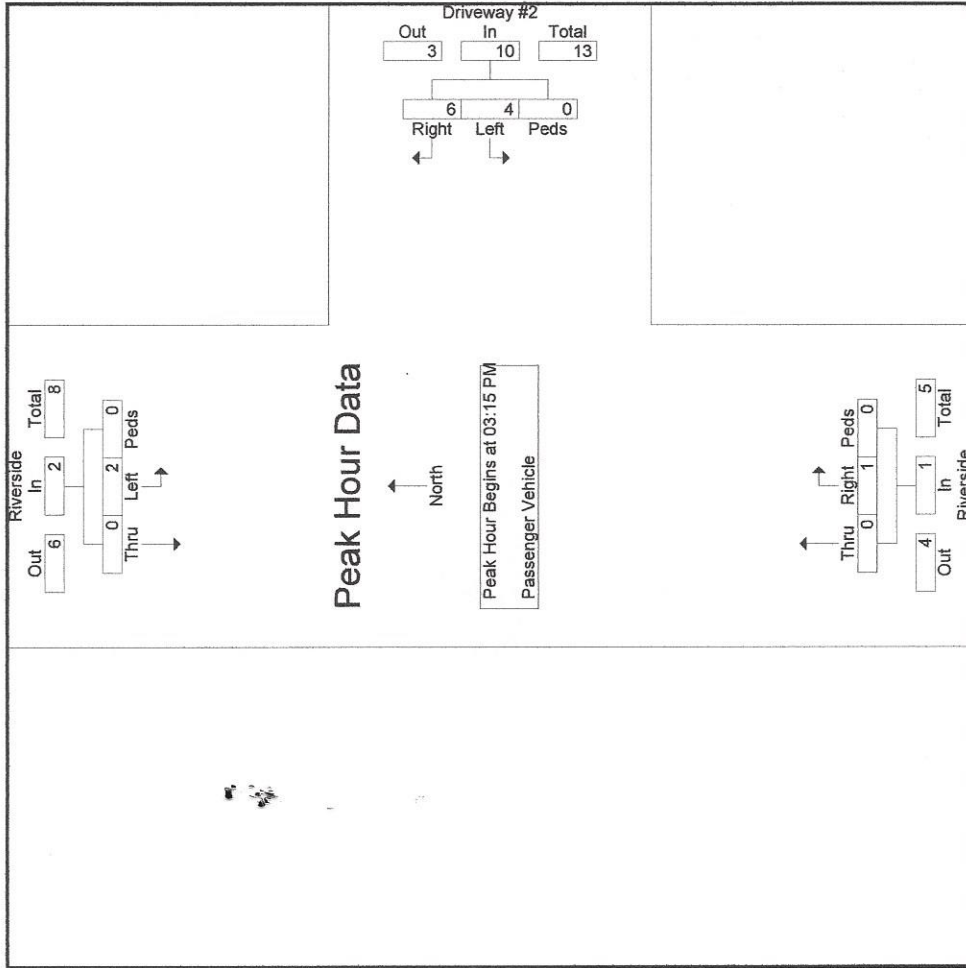 Driveway #2
Out In Total
3 10 13
6 4 0
Right Left Peds
Riverside
Out In Total
6 2 8
0 2 0
Thru Left Peds
Peak Hour Data
North
Peak Hour Begins at 03:15 PM
Passenger Vehicle
Thru Right Peds
0 1 0
4 1 5
Out In Total
Riverside